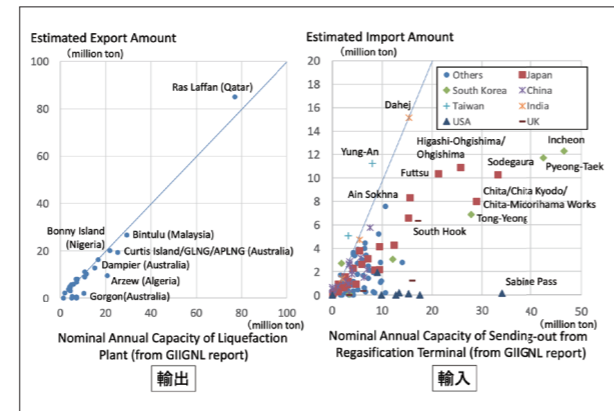 Estimated Export Amount
(million ton)
100
80
60
40
20
0
0
20
40
60
80
100
(million ton)
Ras Laffan (Qatar)
Bonny Island
(Nigeria)
Bintulu (Malaysia)
Curtis Island/GLNG/APLNG (Australia)
Dampier (Australia)
Arzew (Algeria)
Gorgon(Australia)
Nominal Annual Capacity of Liquefaction
Plant (from GIIGNL report)
輸出
Estimated Import Amount
(million ton)
20
18
16
14
12
10
8
6
4
2
0
0
10
20
30
40
50
(million ton)
Others
Japan
South Korea
China
Taiwan
India
USA
UK
Dahej
Yung-An
Higashi-Ohgishima/
Ohgishima
Incheon
Sodegaura
Pyeong-Taek
Futtsu
Ain Sokhna
Chita/Chita Kyodo/
Chita-Midorihama Works
Tong-Yeong
South Hook
Sabine Pass
Nominal Annual Capacity of Sending-out from
Regasification Terminal (from GIIGNL report)
輸入